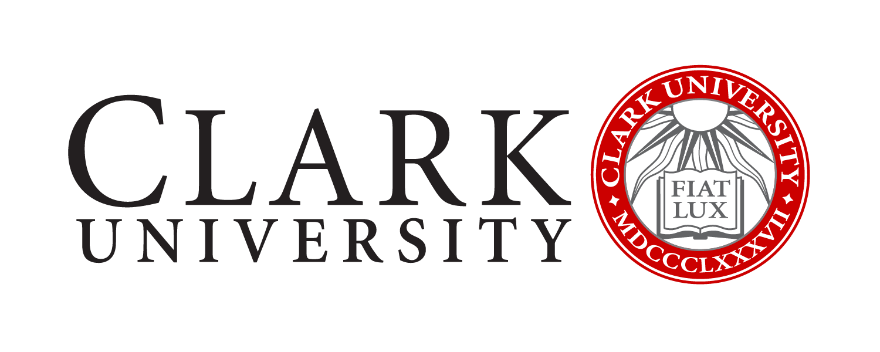 CLARK
UNIVERSITY
CLARK UNIVERSITY
FIAT
LUX
MDCCCLXXXVII